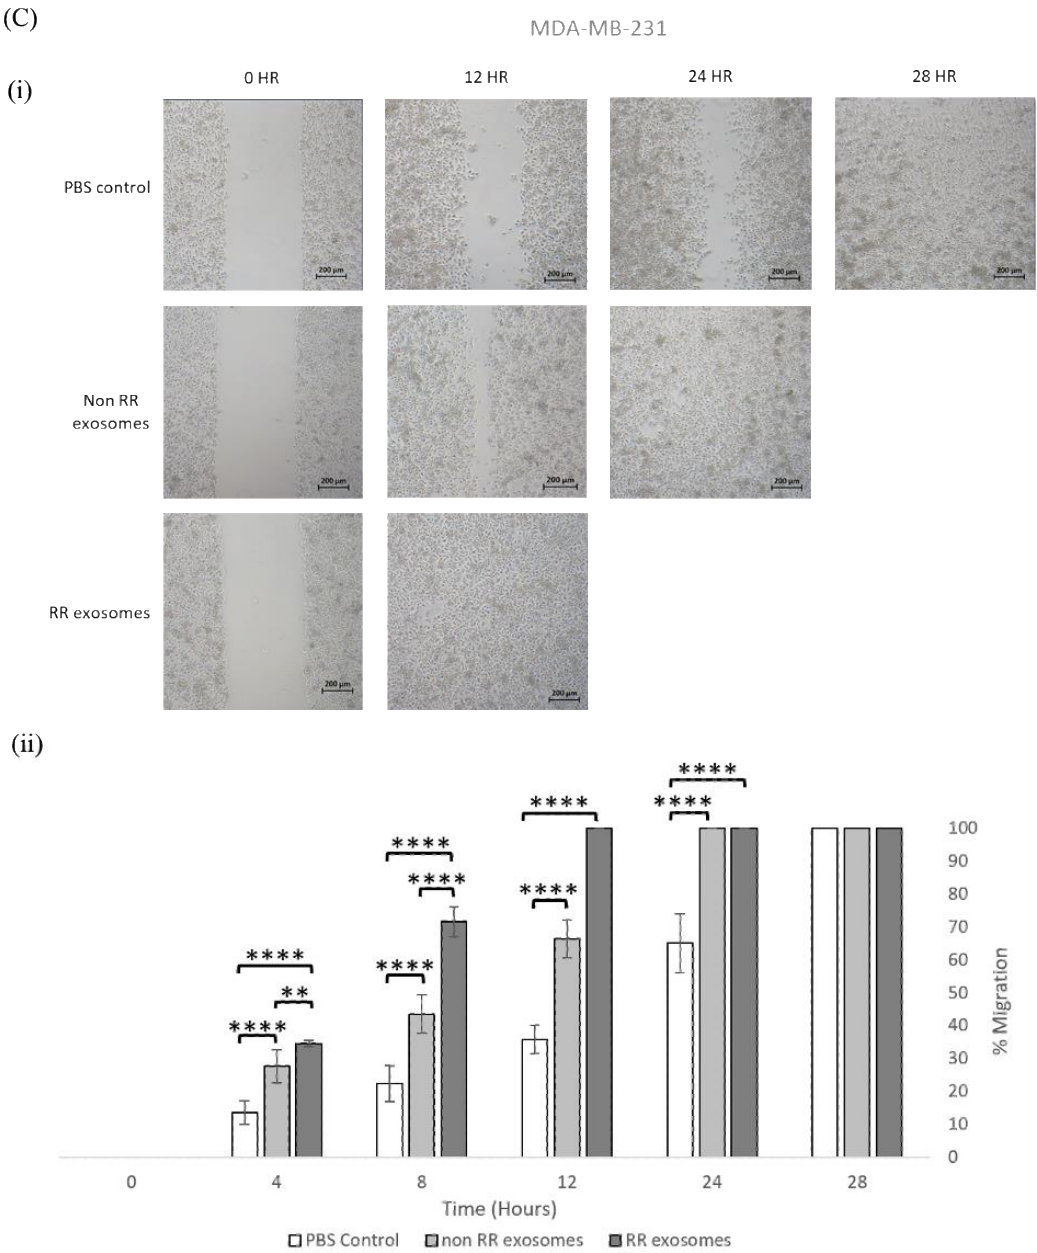 (C)
MDA-MB-231
(i)
0 HR
12 HR
24 HR
28 HR
PBS control
200 µm
200 µm
200 µm
200 µm
Non RR
exosomes
200 µm
200 µm
200 µm
RR exosomes
200 µm
200 µm
(ii)
****
****
****
****
****
**
****
****
****
****
****
100
90
80
70
60
50
40
30
20
10
0
% Migration
0
4
8
12
24
28
Time (Hours)
PBS Control
non RR exosomes
RR exosomes